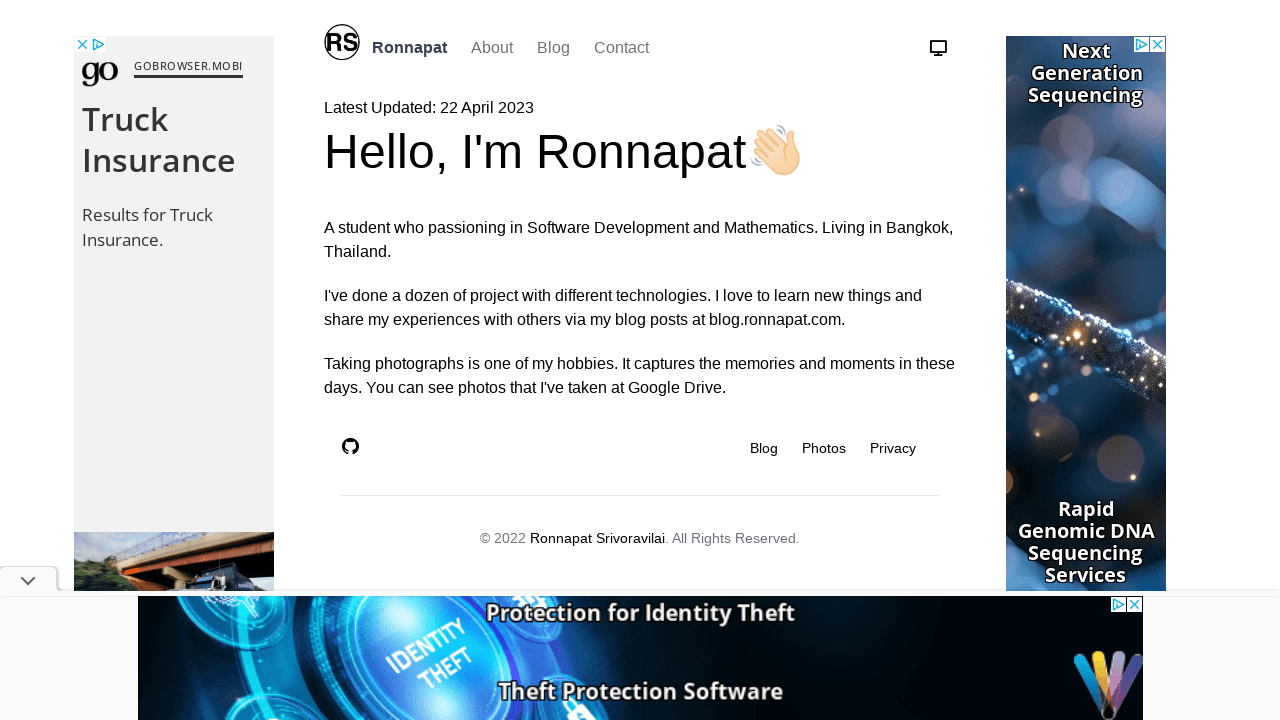 RS
Ronnapat
About
Blog
Contact
Latest Updated: 22 April 2023
Hello, I'm Ronnapat
A student who passioning in Software Development and Mathematics. Living in Bangkok,
Thailand.
I've done a dozen of project with different technologies. I love to learn new things and
share my experiences with others via my blog posts at blog.ronnapat.com.
Taking photographs is one of my hobbies. It captures the memories and moments in these
days. You can see photos that I've taken at Google Drive.
Blog
Photos
Privacy
© 2022 Ronnapat Srivoravilai. All Rights Reserved.
go
GOBROWSER.MOBI
Truck
Insurance
Results for Truck
Insurance.
Next
Generation
Sequencing
Rapid
Genomic DNA
Sequencing
Services
Protection for Identity Theft
IDENTITY
THEFT
Theft Protection Software